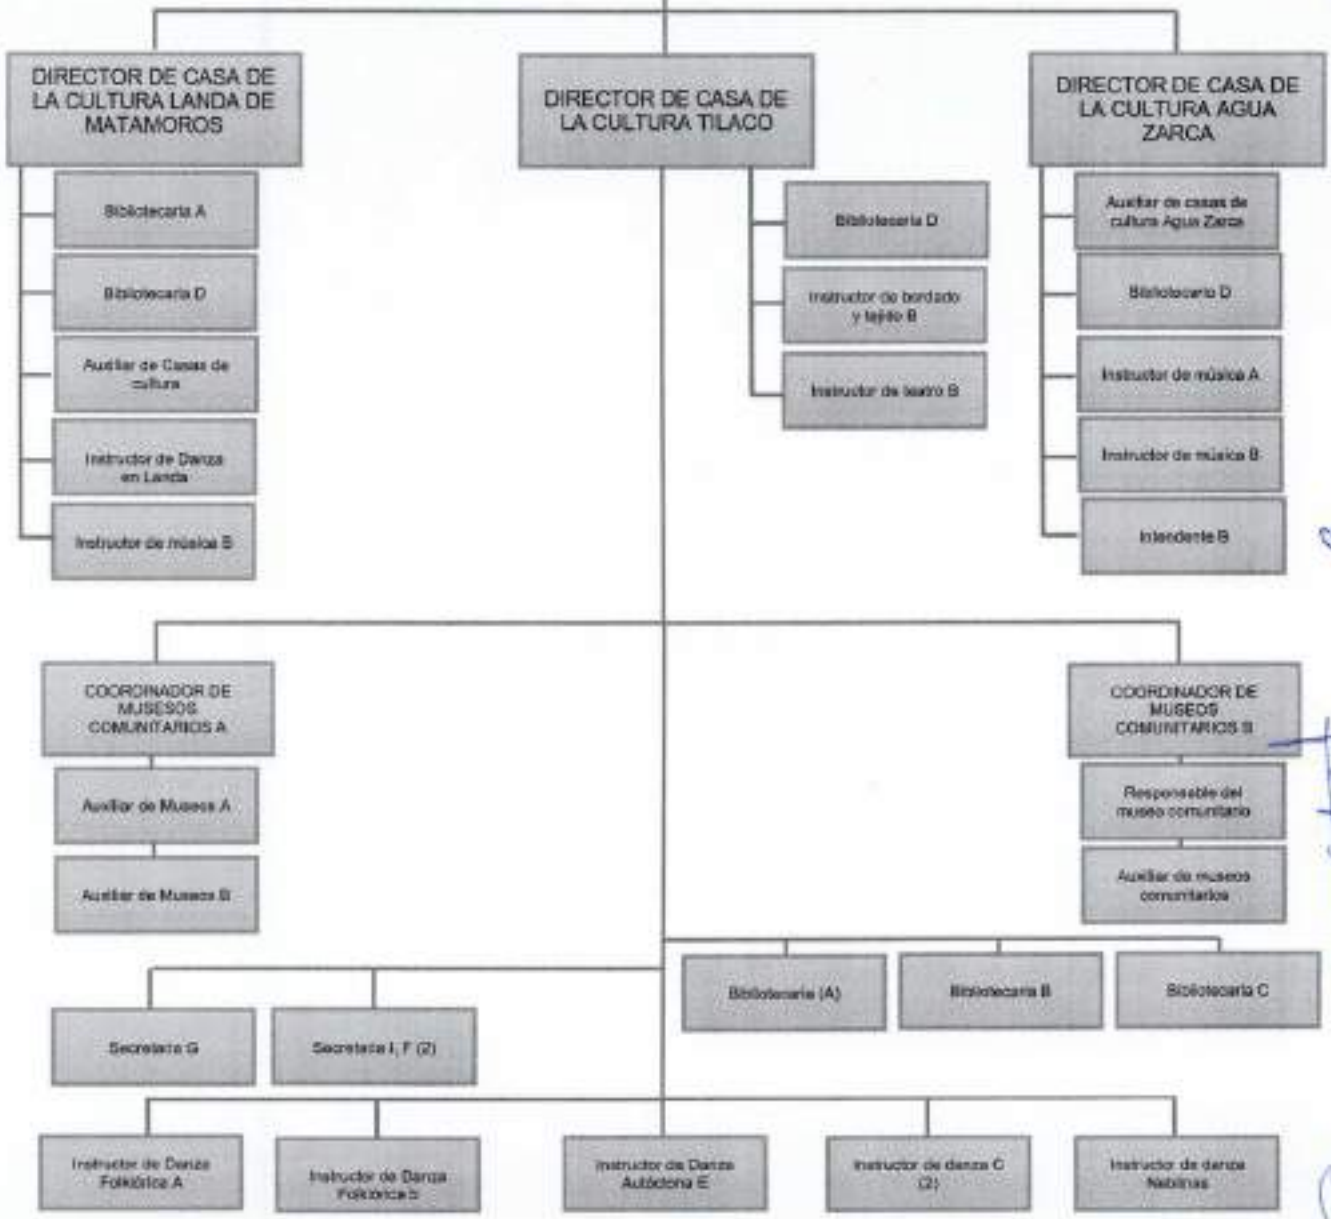 DIRECTOR DE CASA DE
LA CULTURA LANDA DE
MATAMOROS
DIRECTOR DE CASA DE
LA CULTURA TILACO
DIRECTOR DE CASA DE
LA CULTURA AGUA
ZARCA
Bibliotecaria A
Bibliotecaria D
Auxiliar de Casas de
cultura
Instructor de Danza
en Landa
Instructor de música B
Bibliotecaria D
Instructor de bordado
y tejido B
Instructor de teatro B
Auxiliar de casas de
cultura Agua Zarca
Bibliotecario D
Instructor de música A
Instructor de música B
Intendente B
COORDINADOR DE
MUSESOS
COMUNITARIOS A
Auxiliar de Museos A
Auxiliar de Museos B
COORDINADOR DE
MUSEOS
COMUNITARIOS B
Responsable del
museo comunitario
Auxiliar de museos
comunitarios
Bibliotecaria (A)
Bibliotecaria B
Bibliotecaria C
Secretaria G
Secretaria I, F (2)
Instructor de Danza
Folklórica A
Instructor de Danza
Folklórica b
Instructor de Danza
Autóctona E
Instructor de danza C
(2)
Instructor de danza
Neblinas